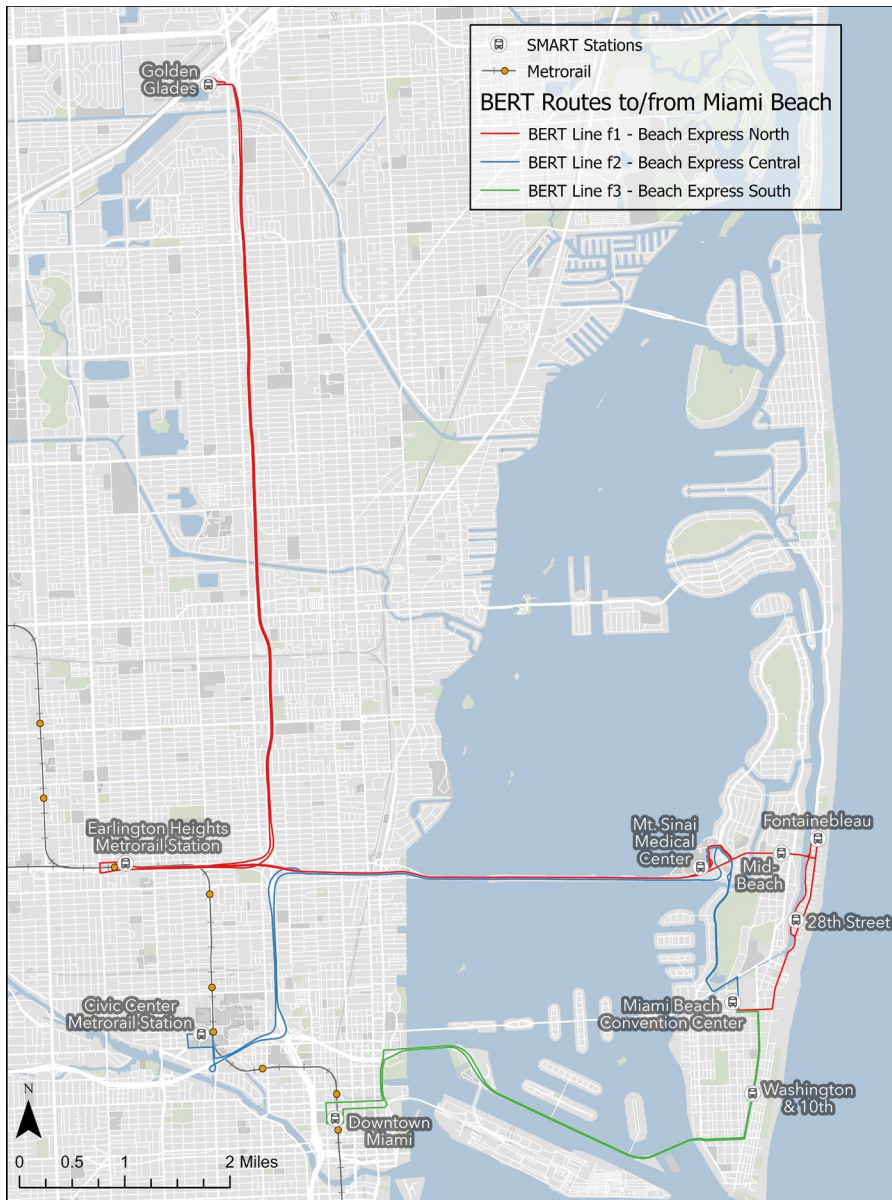 SMART Stations
Metrorail
BERT Routes to/from Miami Beach
BERT Line f1 - Beach Express North
BERT Line f2 - Beach Express Central
BERT Line f3 - Beach Express South
Golden
Glades
Earlington Heights
Metrorail Station
Mt. Sinai
Medical
Center
Fontainebleau
Mid-
Beach
28th Street
Civic Center
Metrorail Station
Miami Beach
Convention Center
Washington
& 10th
Downtown
Miami
N
0 0.5 1 2 Miles